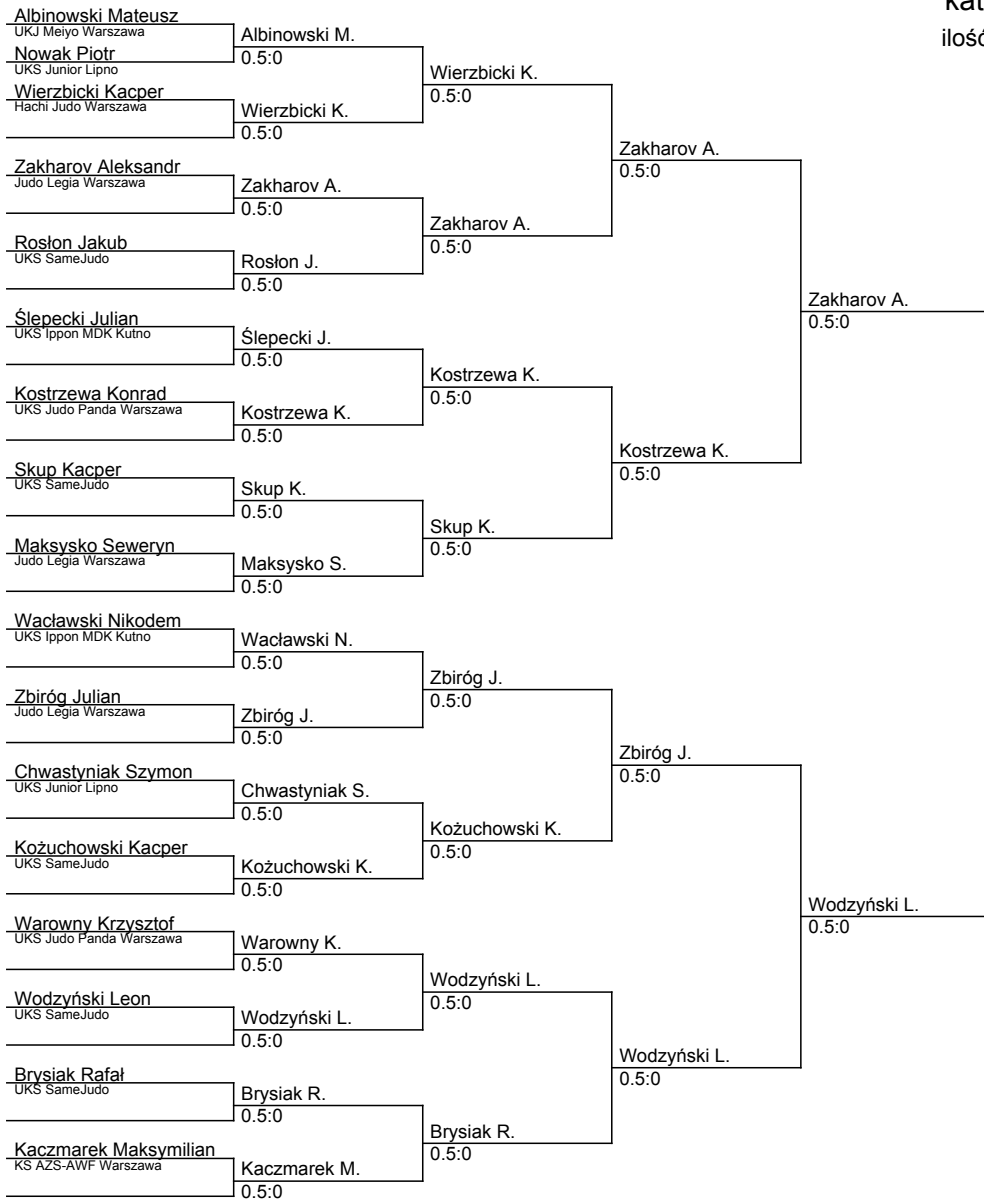 Albinowski Mateusz
UKJ Meiyo Warszawa
Nowak Piotr
UKS Junior Lipno
Wierzbicki Kacper
Hachi Judo Warszawa
Zakharov Aleksandr
Judo Legia Warszawa
Rosłon Jakub
UKS SameJudo
Ślepecki Julian
UKS Ippon MDK Kutno
Kostrzewa Konrad
UKS Judo Panda Warszawa
Skup Kacper
UKS SameJudo
Maksysko Seweryn
Judo Legia Warszawa
Wacławski Nikodem
UKS Ippon MDK Kutno
Zbiróg Julian
Judo Legia Warszawa
Chwastyniak Szymon
UKS Junior Lipno
Kożuchowski Kacper
UKS SameJudo
Warowny Krzysztof
UKS Judo Panda Warszawa
Wodzyński Leon
UKS SameJudo
Brysiak Rafał
UKS SameJudo
Kaczmarek Maksymilian
KS AZS-AWF Warszawa
Albinowski M.
0.5:0
Wierzbicki K.
0.5:0
Zakharov A.
0.5:0
Rosłon J.
0.5:0
Ślepecki J.
0.5:0
Kostrzewa K.
0.5:0
Skup K.
0.5:0
Maksysko S.
0.5:0
Wacławski N.
0.5:0
Zbiróg J.
0.5:0
Chwastyniak S.
0.5:0
Kożuchowski K.
0.5:0
Warowny K.
0.5:0
Wodzyński L.
0.5:0
Brysiak R.
0.5:0
Kaczmarek M.
0.5:0
Wierzbicki K.
0.5:0
Zakharov A.
0.5:0
Kostrzewa K.
0.5:0
Skup K.
0.5:0
Zbiróg J.
0.5:0
Kożuchowski K.
0.5:0
Wodzyński L.
0.5:0
Brysiak R.
0.5:0
Zakharov A.
0.5:0
Kostrzewa K.
0.5:0
Zbiróg J.
0.5:0
Wodzyński L.
0.5:0
Zakharov A.
0.5:0
Wodzyński L.
0.5:0
kat
ilość